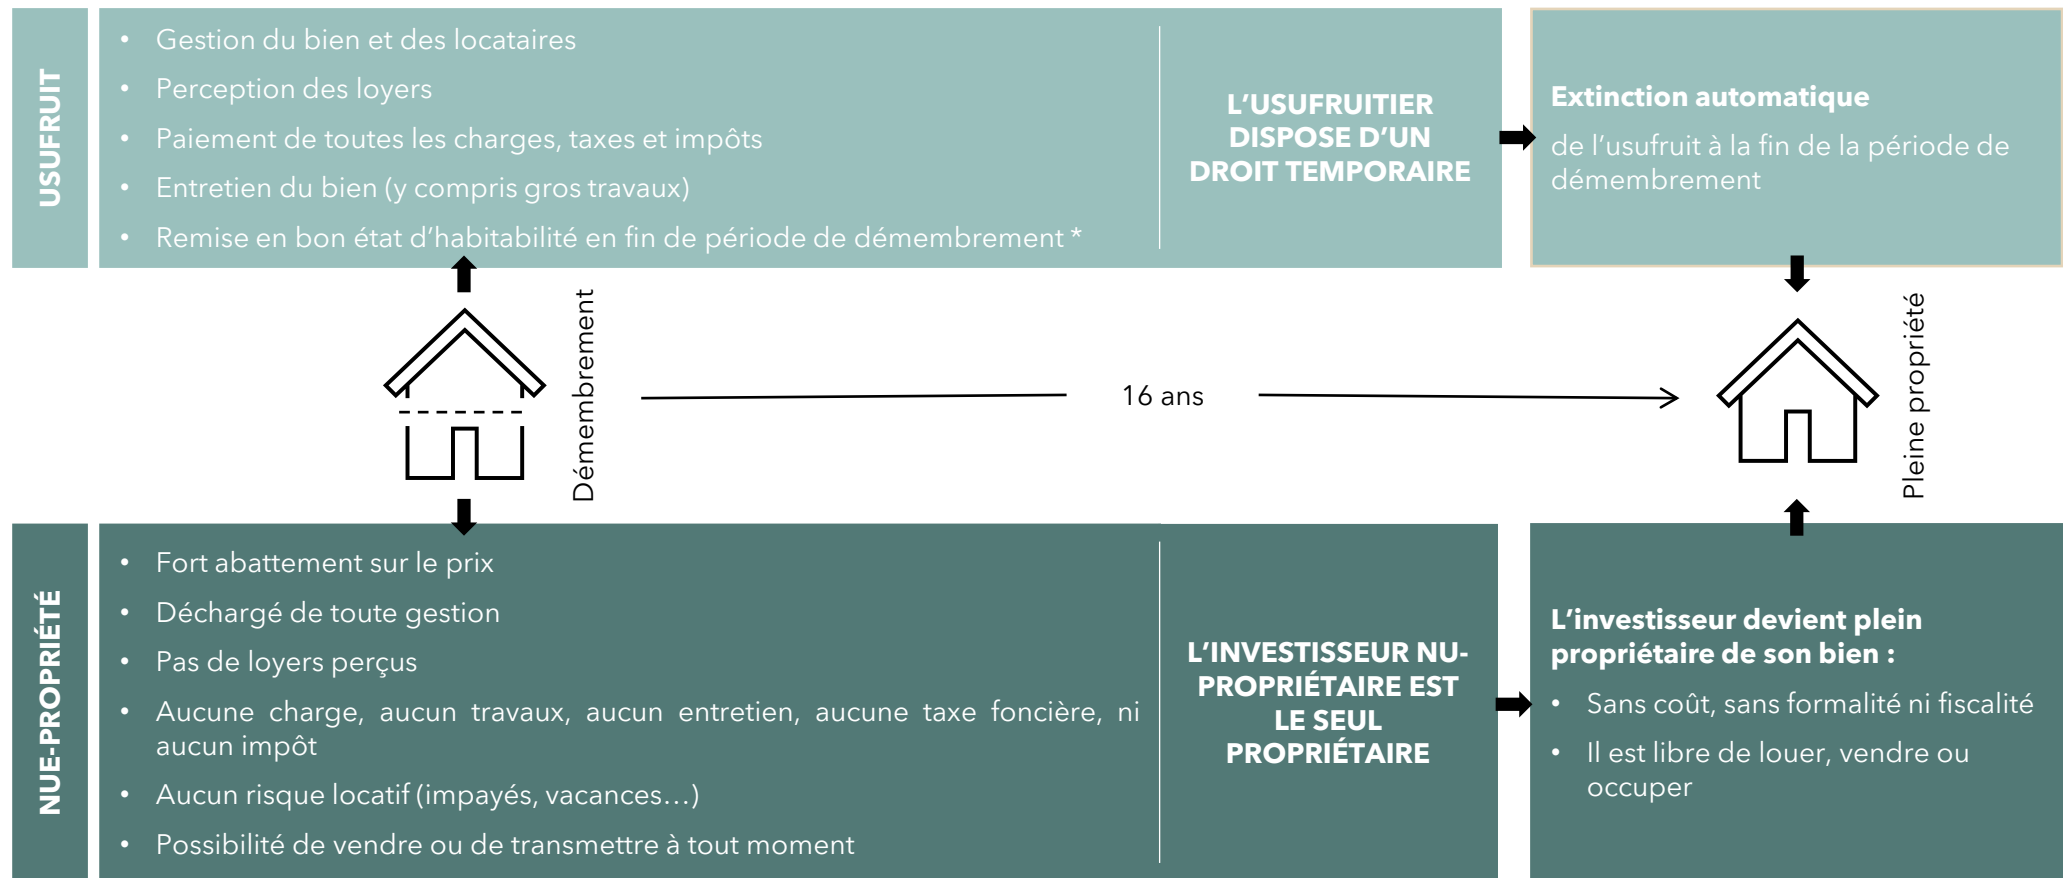 USUFRUIT
• Gestion du bien et des locataires
• Perception des loyers
• Paiement de toutes les charges, taxes et impôts
• Entretien du bien (y compris gros travaux)
• Remise en bon état d’habitabilité en fin de période de démembrement *
L’USUFRUITIER
DISPOSE D’UN
DROIT TEMPORAIRE
Extinction automatique
de l’usufruit à la fin de la période de
démembrement
Démembrement
16 ans
Pleine propriété
NUE-PROPRIÉTÉ
• Fort abattement sur le prix
• Déchargé de toute gestion
• Pas de loyers perçus
• Aucune charge, aucun travaux, aucun entretien, aucune taxe foncière, ni
aucun impôt
• Aucun risque locatif (impayés, vacances…)
• Possibilité de vendre ou de transmettre à tout moment
L’INVESTISSEUR NU-
PROPRIÉTAIRE EST
LE SEUL
PROPRIÉTAIRE
L’investisseur devient plein
propriétaire de son bien :
• Sans coût, sans formalité ni fiscalité
• Il est libre de louer, vendre ou
occuper